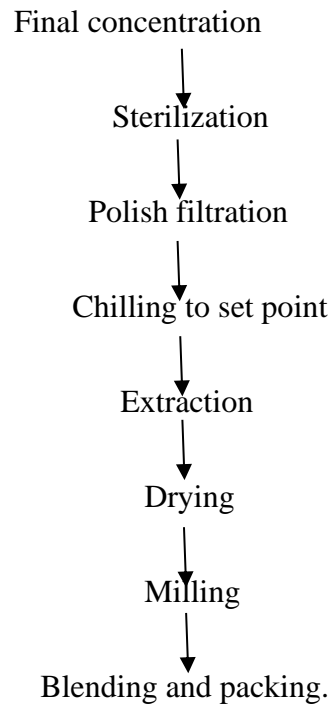 Final concentration
Sterilization
Polish filtration
Chilling to set point
Extraction
Drying
Milling
Blending and packing.